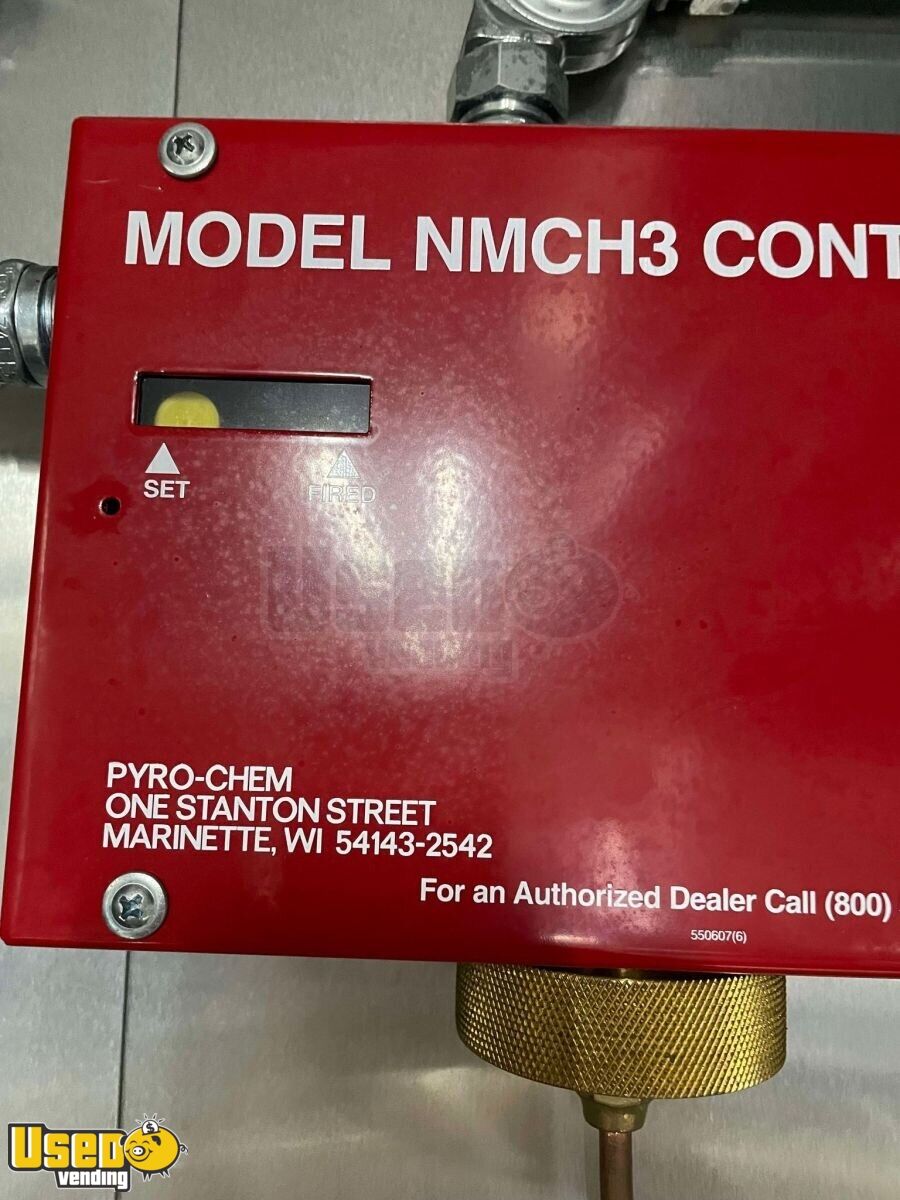 MODEL NMCH3 CONT
SET
FIRED
PYRO-CHEM
ONE STANTON STREET
MARINETTE, WI 54143-2542
For an Authorized Dealer Call (800)
550607(6)
USED
vending